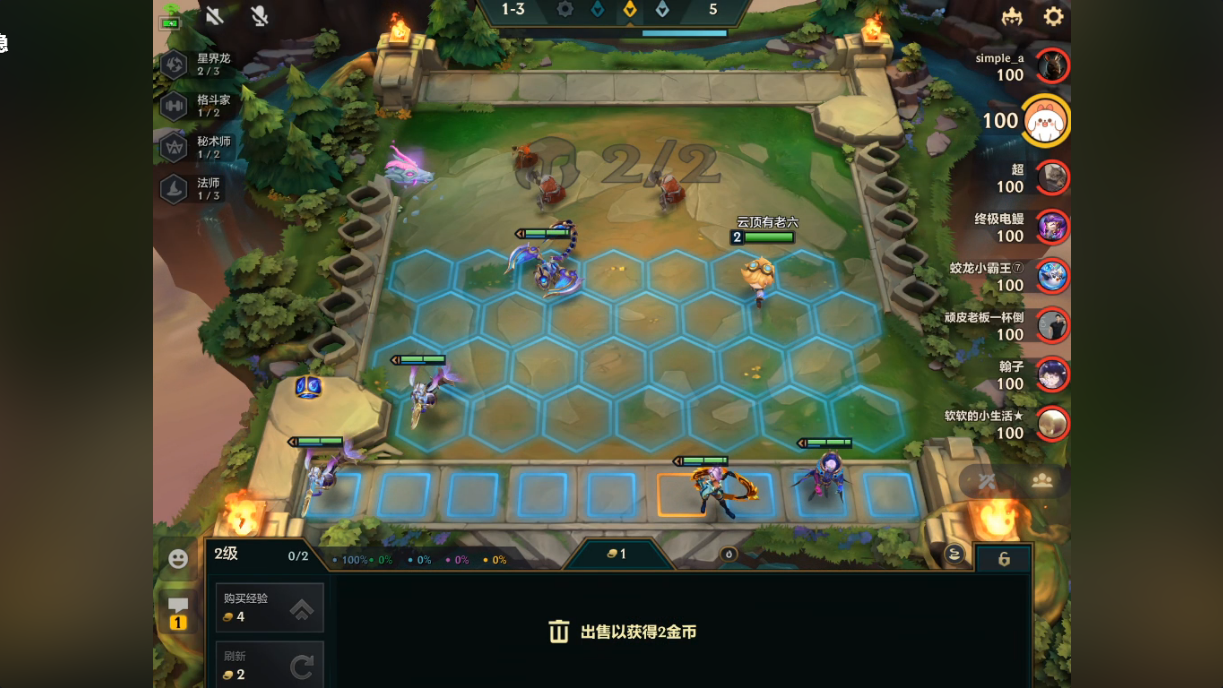 1-3
5
稳
星界龙
2 / 3
格斗家
1 / 2
秘术师
1 / 2
法师
1 / 3
simple_a
100
100
超
100
终极电鳗
100
蛟龙小霸王⑦
100
顽皮老板一杯倒
100
翰子
100
软软的小生活★
100
2/2
云顶有老六
2
2级
0/2
100%
0%
0%
0%
0%
1
购买经验
4
刷新
2
出售以获得2金币
1